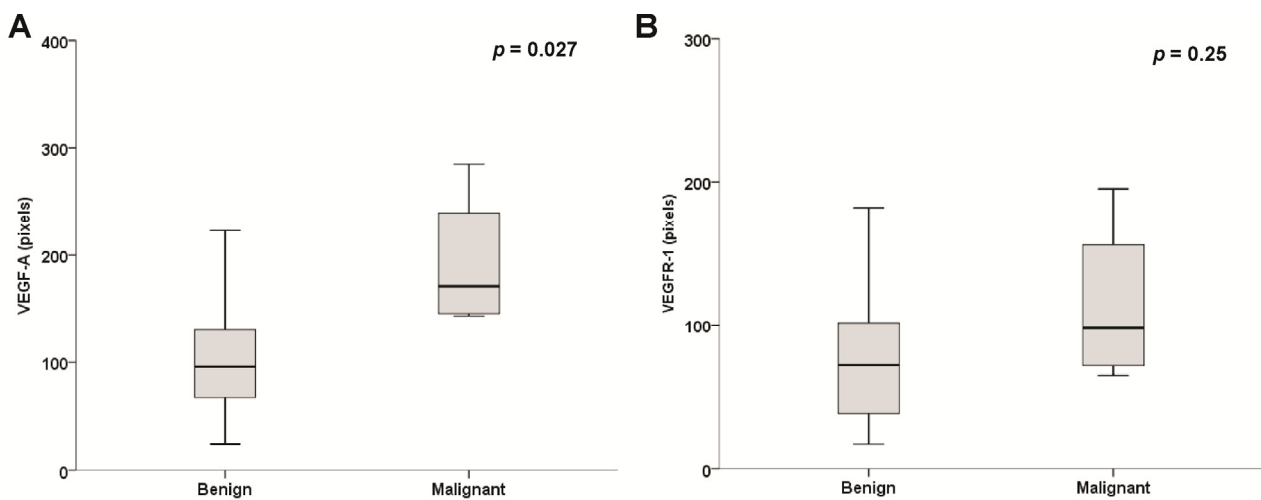 A
p = 0.027
VEGF-A (pixels)
400
300
200
100
0
Benign Malignant
B
p = 0.25
VEGFR-1 (pixels)
300
200
100
0
Benign Malignant